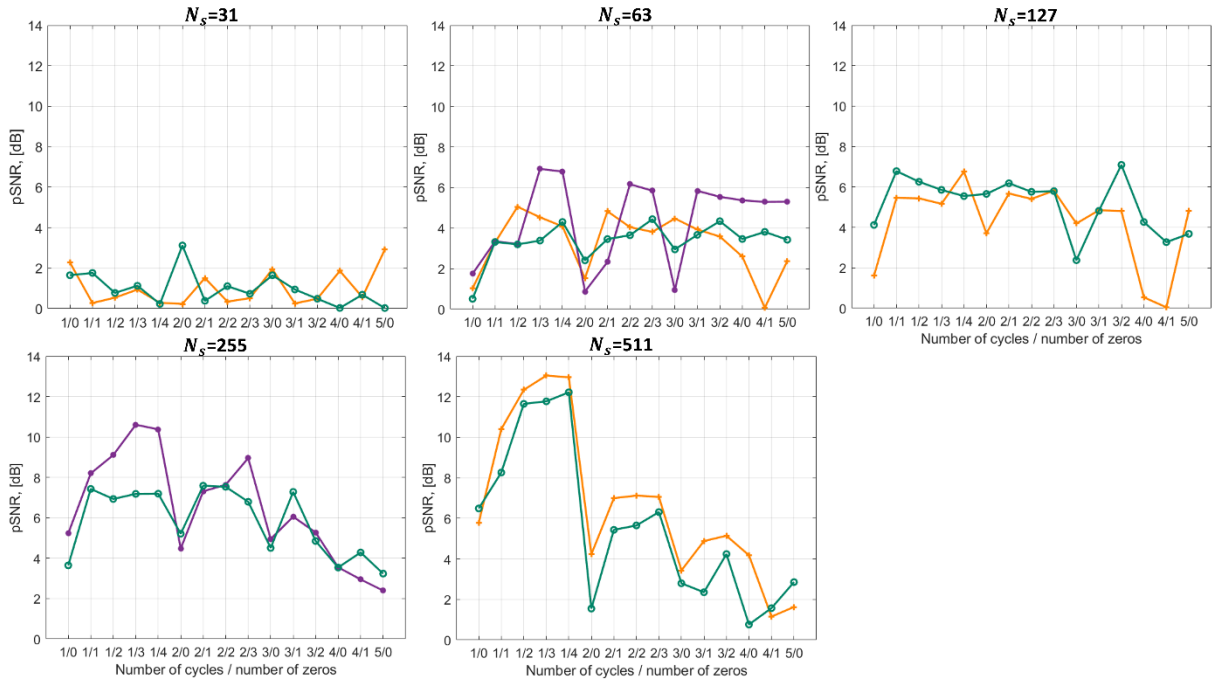 N_s=31
14
12
10
8
6
4
2
0
pSNR, [dB]
1/0 1/1 1/2 1/3 1/4 2/0 2/1 2/2 2/3 3/0 3/1 3/2 4/0 4/1 5/0
N_s=63
14
12
10
8
6
4
2
0
pSNR, [dB]
1/0 1/1 1/2 1/3 1/4 2/0 2/1 2/2 2/3 3/0 3/1 3/2 4/0 4/1 5/0
N_s=127
14
12
10
8
6
4
2
0
pSNR, [dB]
1/0 1/1 1/2 1/3 1/4 2/0 2/1 2/2 2/3 3/0 3/1 3/2 4/0 4/1 5/0
Number of cycles / number of zeros
N_s=255
14
12
10
8
6
4
2
0
pSNR, [dB]
1/0 1/1 1/2 1/3 1/4 2/0 2/1 2/2 2/3 3/0 3/1 3/2 4/0 4/1 5/0
Number of cycles / number of zeros
N_s=511
14
12
10
8
6
4
2
0
pSNR, [dB]
1/0 1/1 1/2 1/3 1/4 2/0 2/1 2/2 2/3 3/0 3/1 3/2 4/0 4/1 5/0
Number of cycles / number of zeros